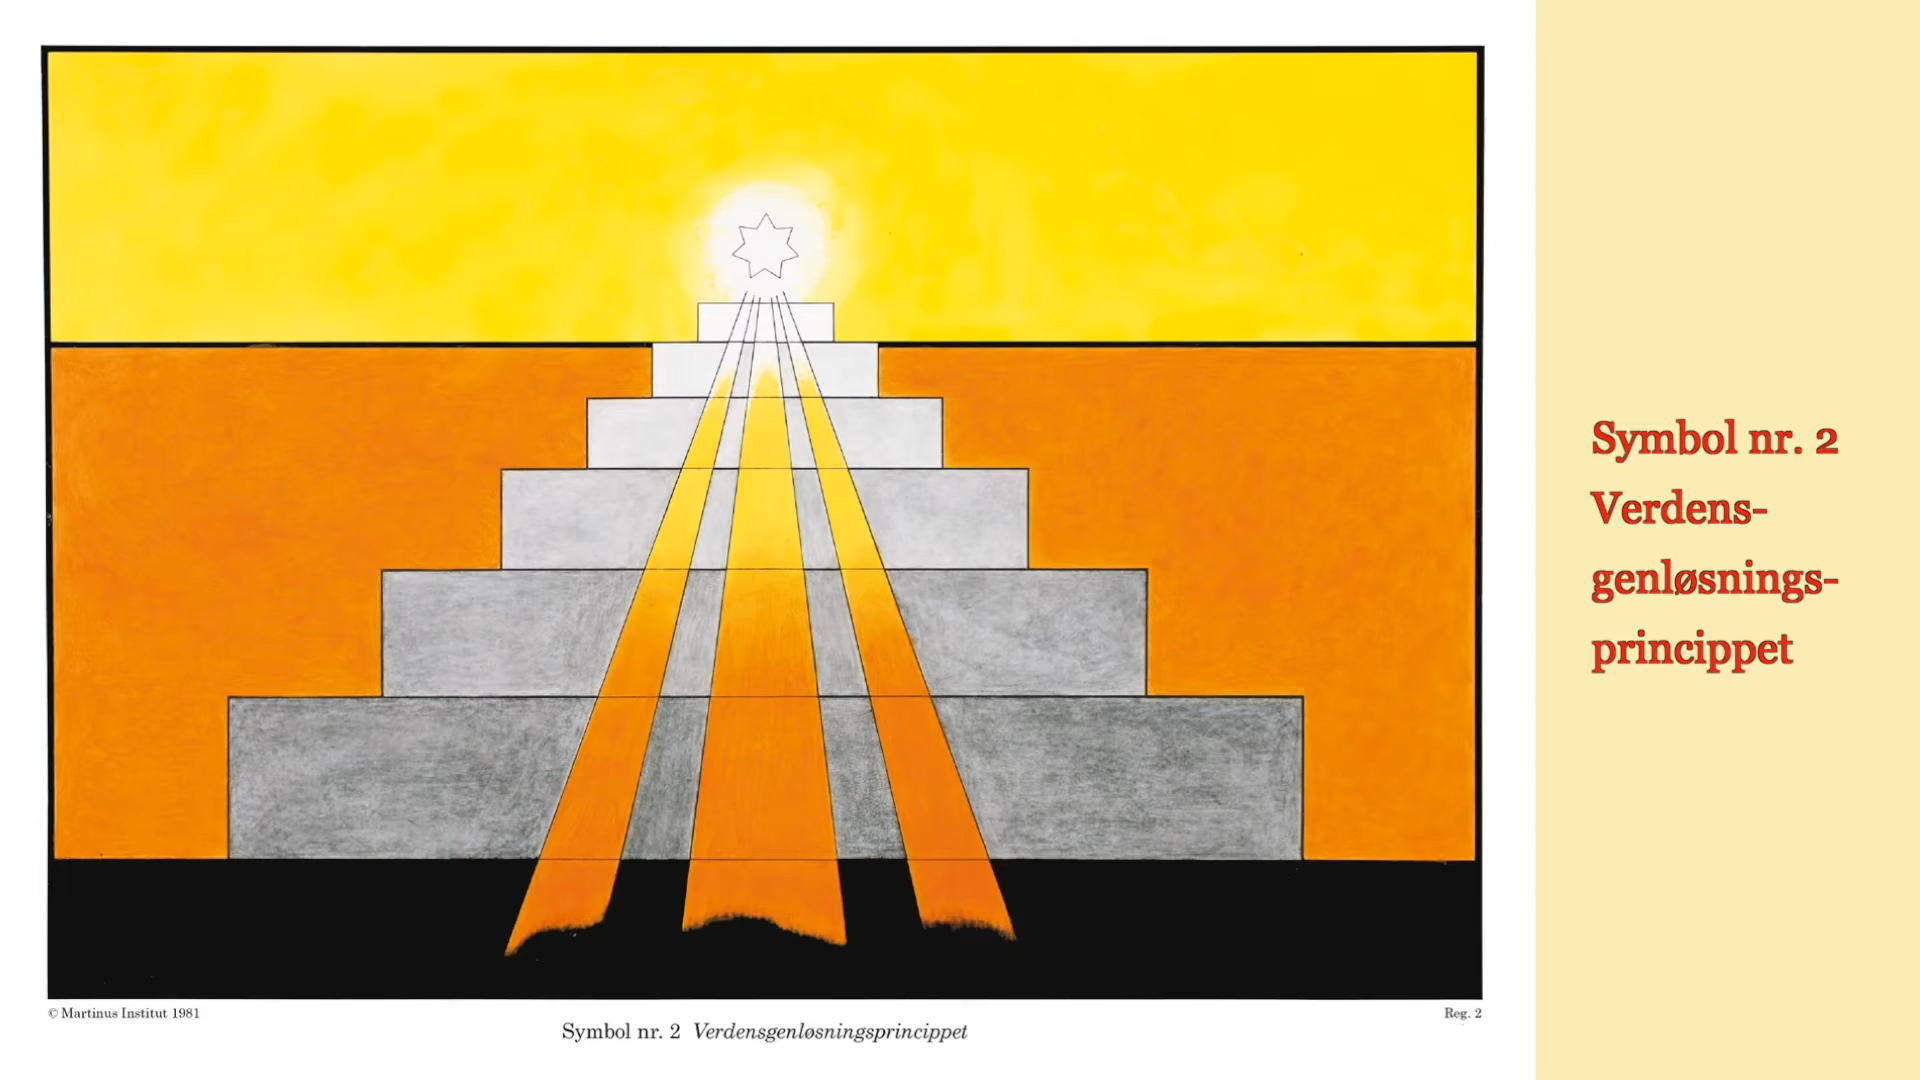 © Martinus Institut 1981
Reg. 2
Symbol nr. 2 Verdensgenløsningsprincippet
Symbol nr. 2
Verdens-
genløsnings-
princippet